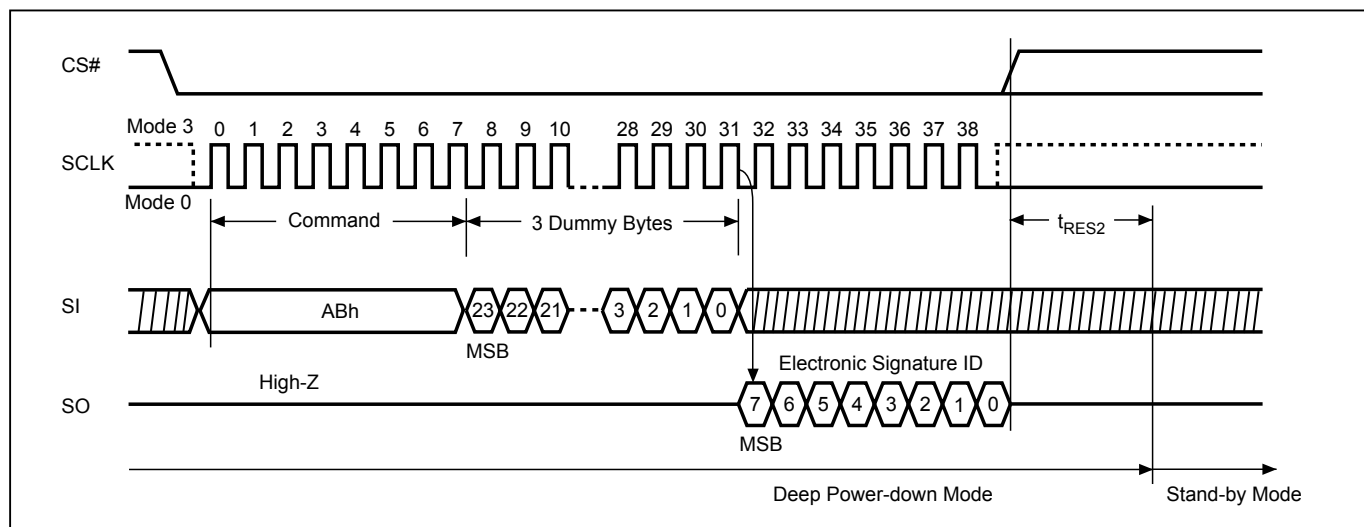 CS#
Mode 3 0 1 2 3 4 5 6 7 8 9 10 28 29 30 31 32 33 34 35 36 37 38
SCLK
Mode 0
Command 3 Dummy Bytes tRES2
SI ABh 23 22 21 3 2 1 0
MSB
High-Z Electronic Signature ID
SO 7 6 5 4 3 2 1 0
MSB
Deep Power-down Mode Stand-by Mode